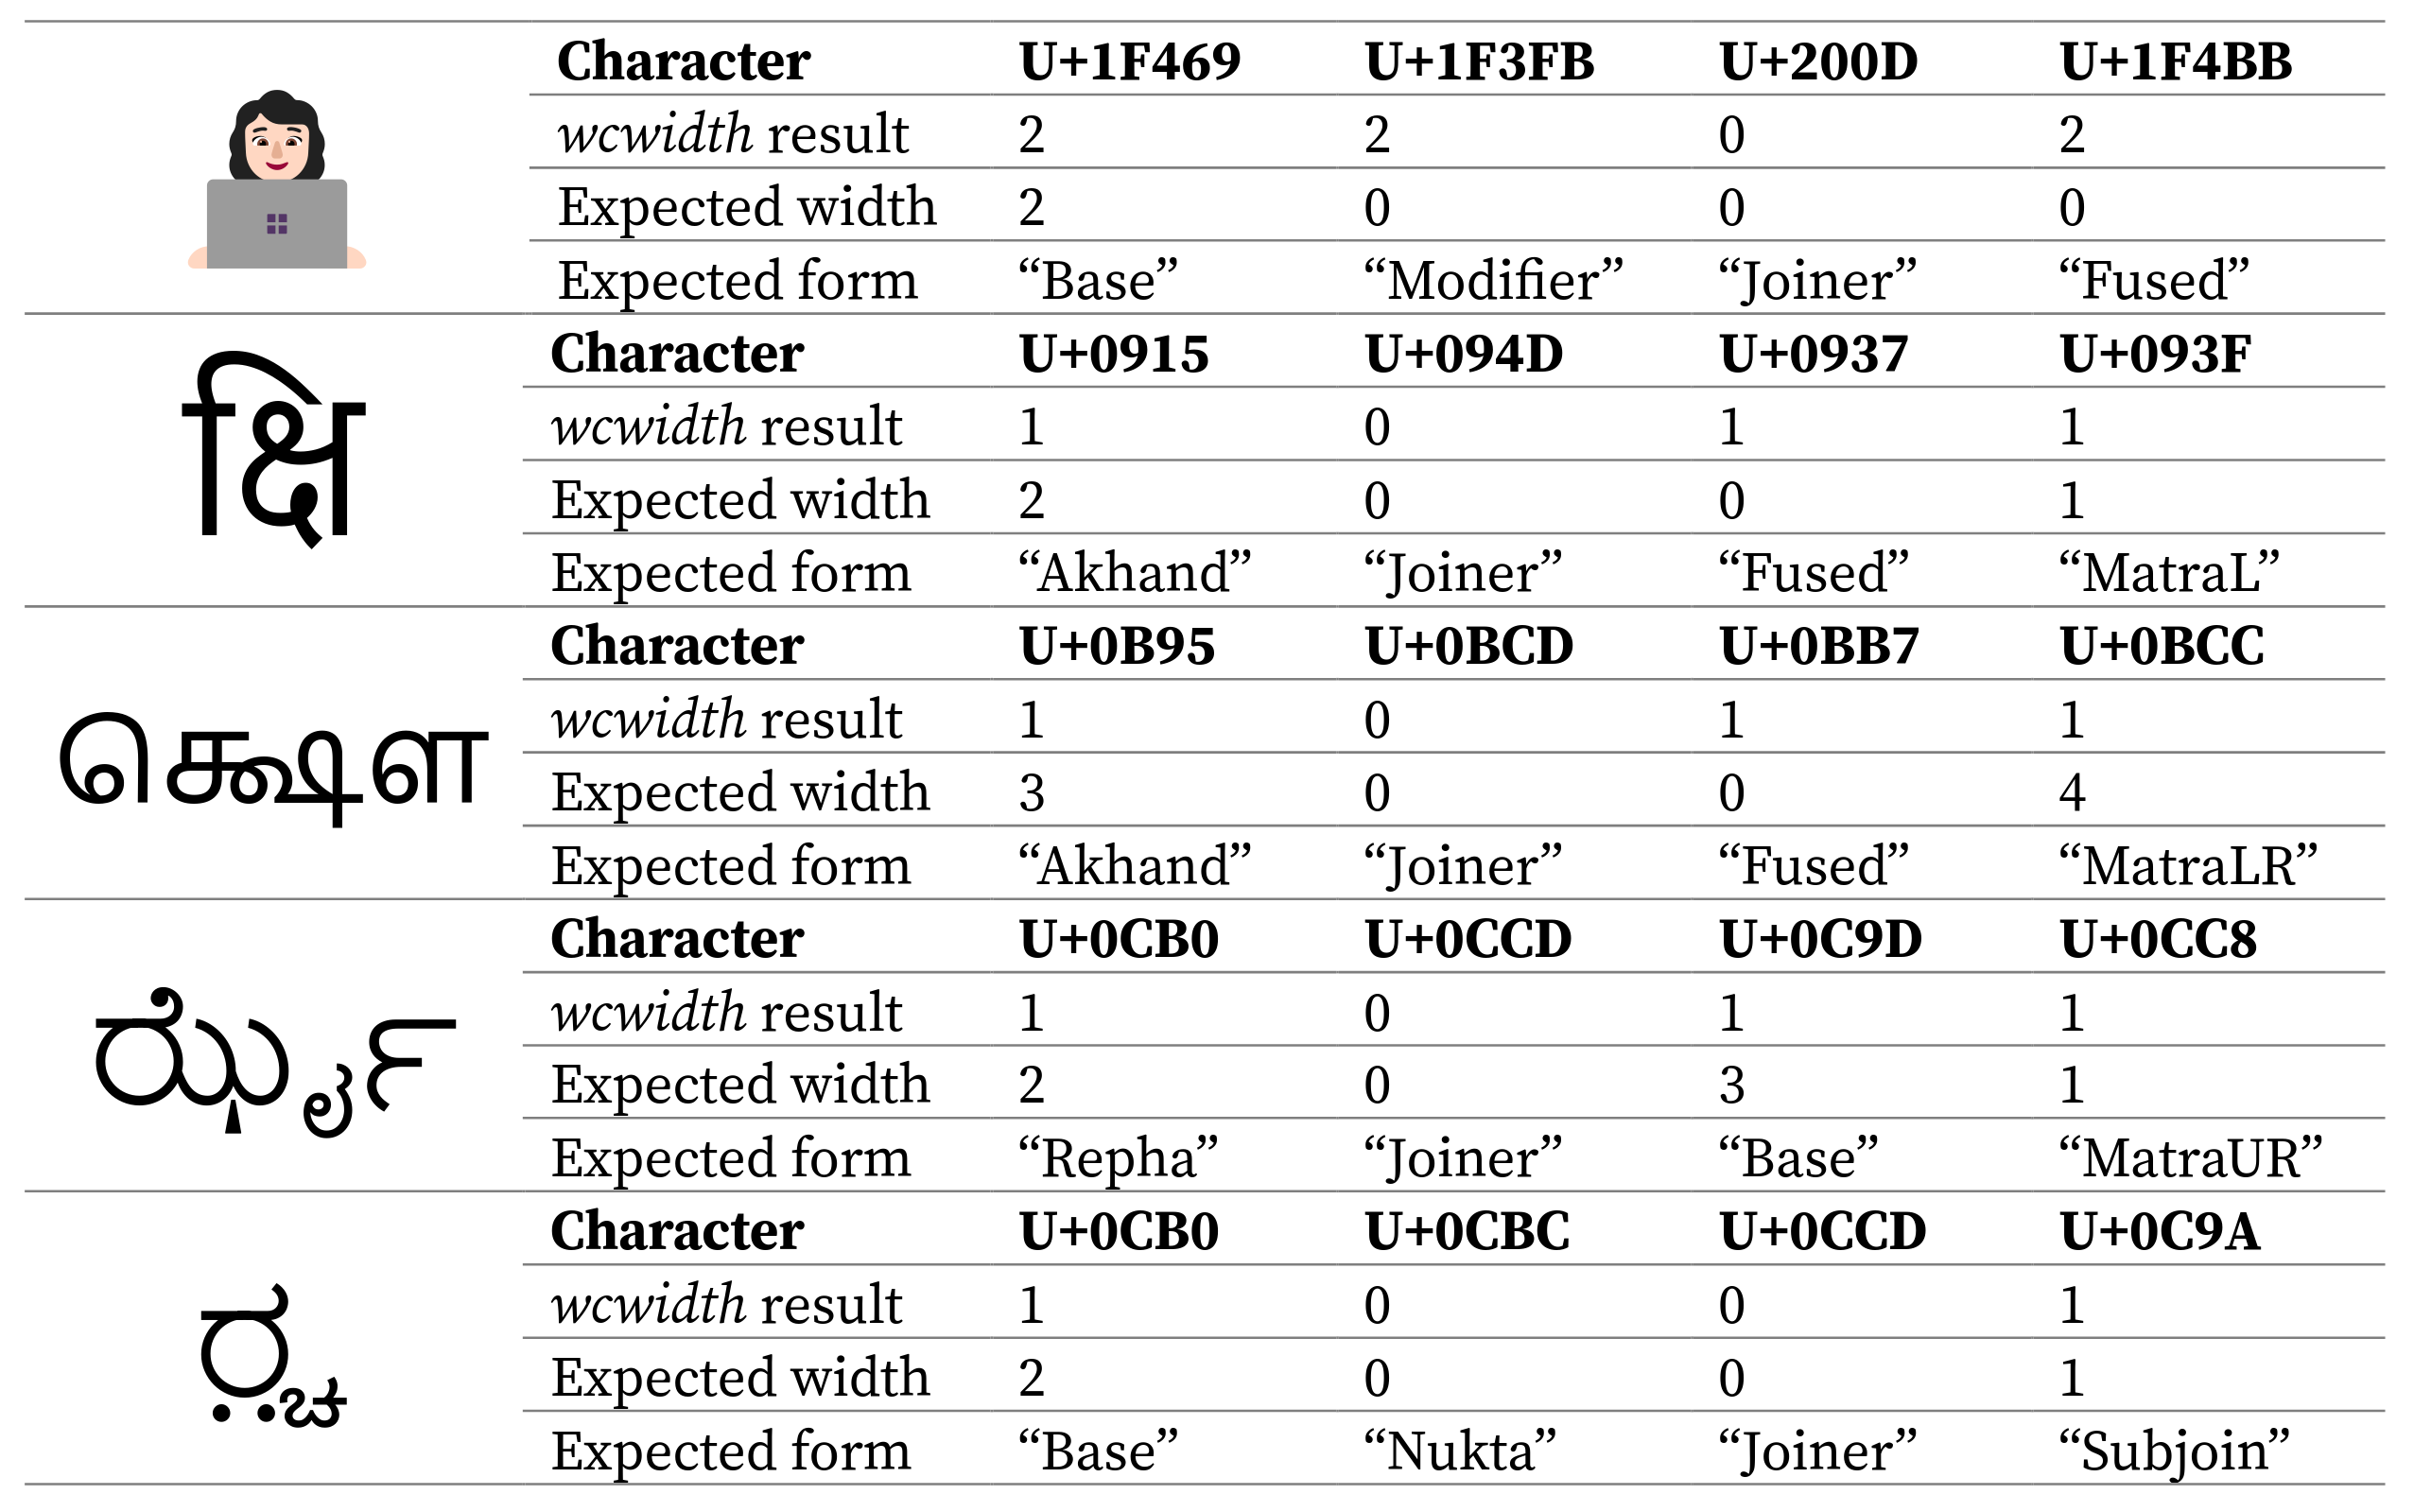 👩🏻‍💻
Character U+1F469 U+1F3FB U+200D U+1F4BB
wcwidth result 2 2 0 2
Expected width 2 0 0 0
Expected form “Base” “Modifier” “Joiner” “Fused”
क्षि
Character U+0915 U+094D U+0937 U+093F
wcwidth result 1 0 1 1
Expected width 2 0 0 1
Expected form “Akhand” “Joiner” “Fused” “MatraL”
க்ஷௌ
Character U+0B95 U+0BCD U+0BB7 U+0BCC
wcwidth result 1 0 1 1
Expected width 3 0 0 4
Expected form “Akhand” “Joiner” “Fused” “MatraLR”
ರ್ಝೈ
Character U+0CB0 U+0CCD U+0C9D U+0CC8
wcwidth result 1 0 1 1
Expected width 2 0 3 1
Expected form “Repha” “Joiner” “Base” “MatraUR”
ರ಼್ಚ
Character U+0CB0 U+0CBC U+0CCD U+0C9A
wcwidth result 1 0 0 1
Expected width 2 0 0 1
Expected form “Base” “Nukta” “Joiner” “Subjoin”